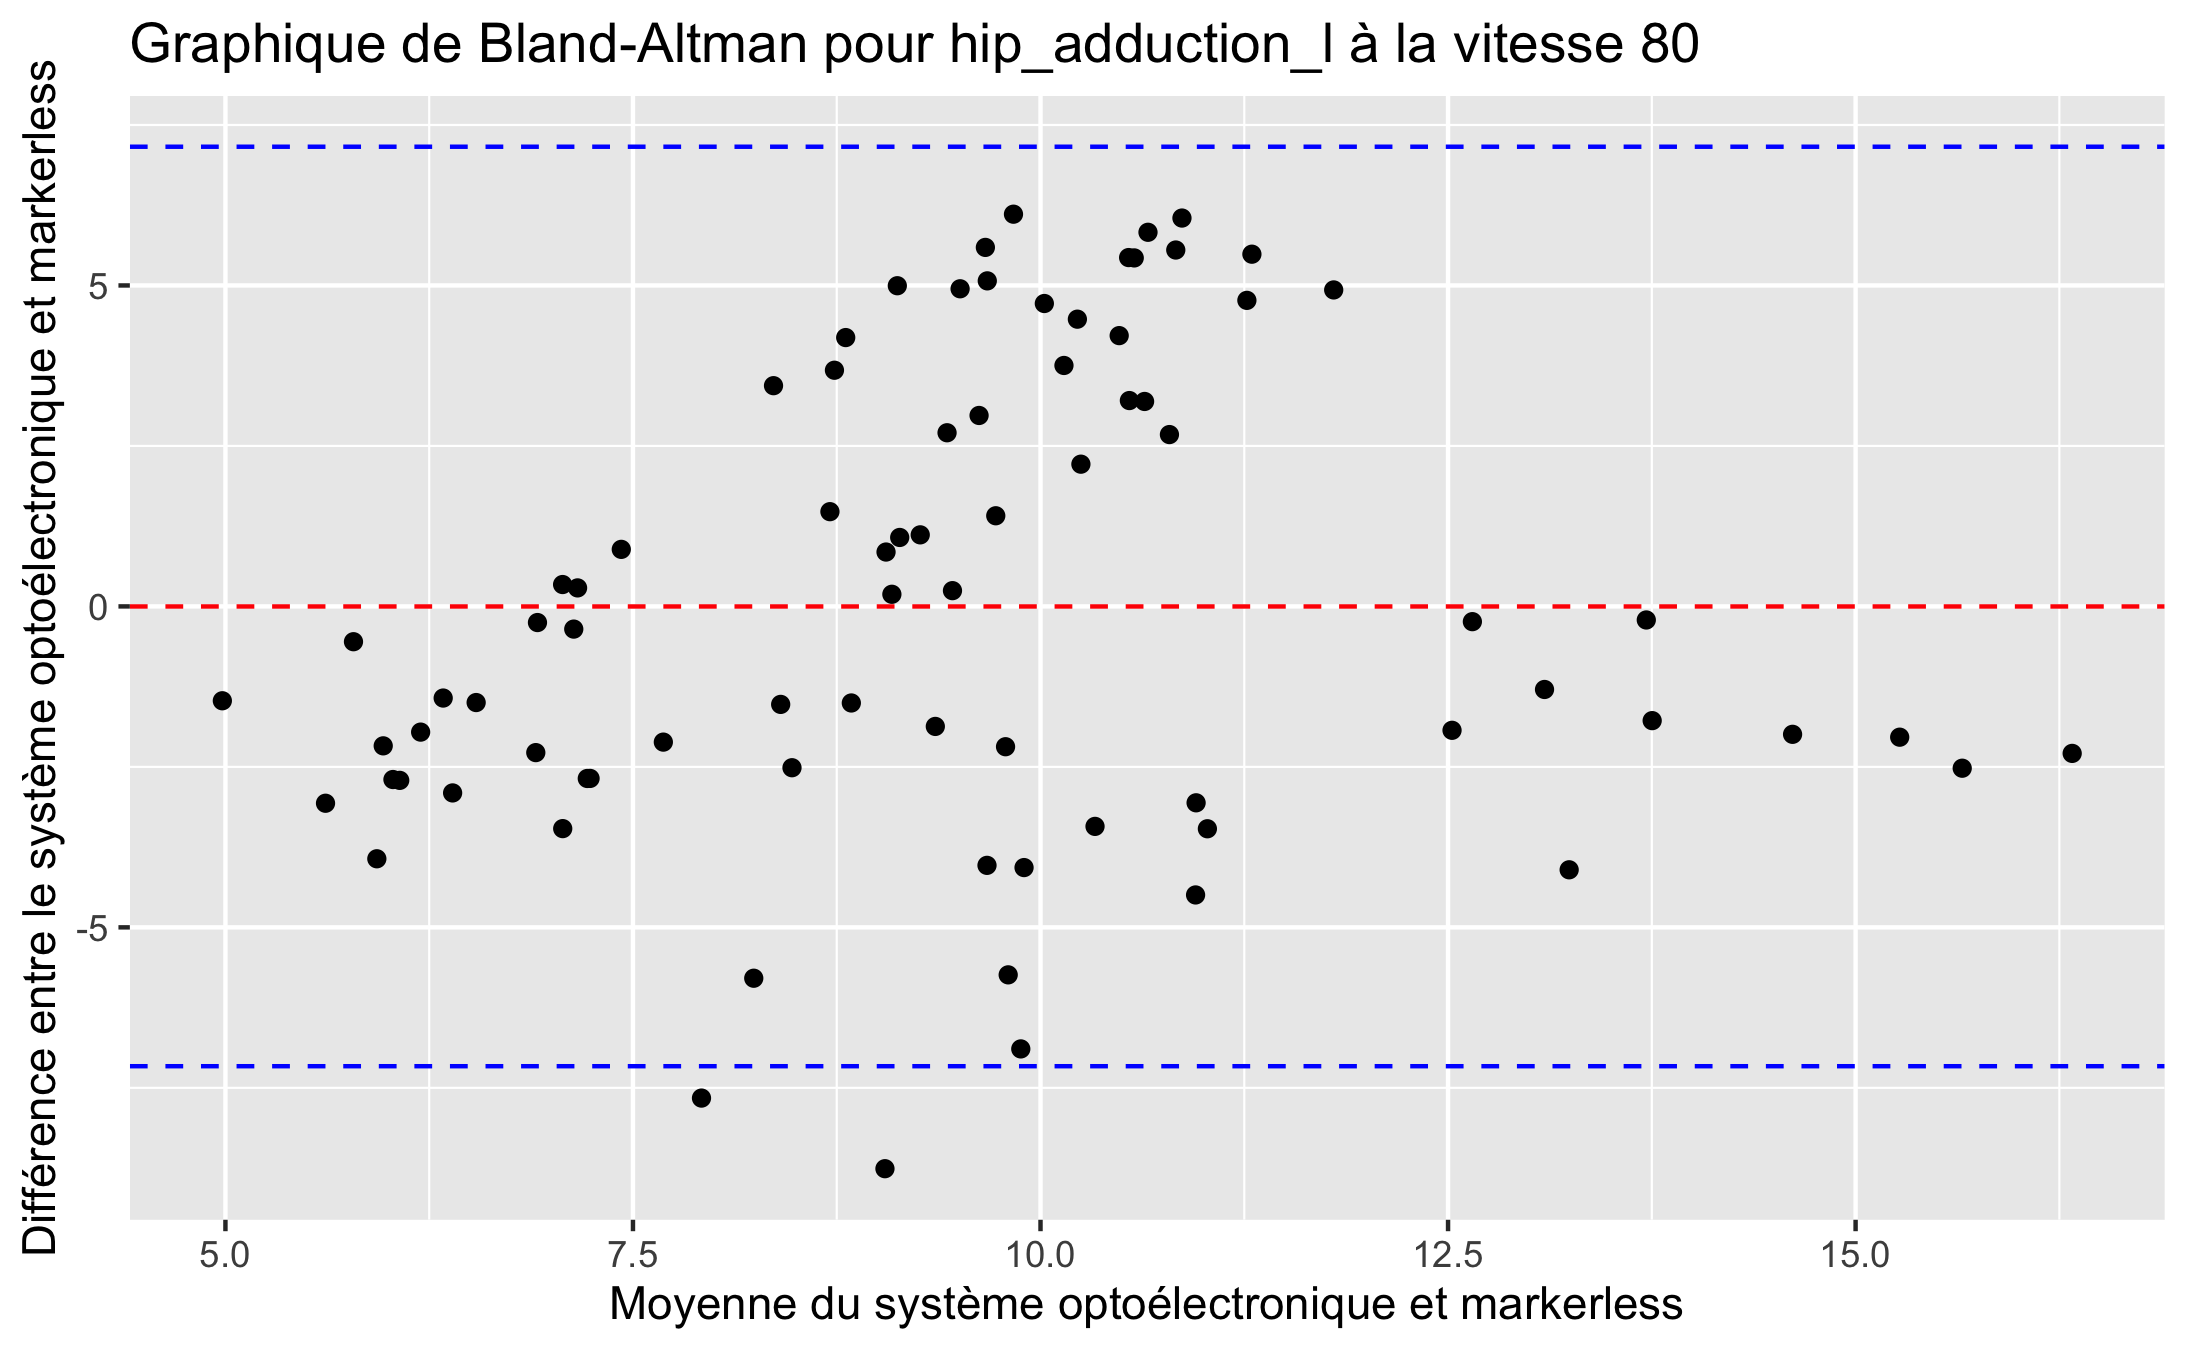 Graphique de Bland-Altman pour hip_adduction_l à la vitesse 80
Différence entre le système optoélectronique et markerless
5
0
-5
5.0
7.5
10.0
12.5
15.0
Moyenne du système optoélectronique et markerless